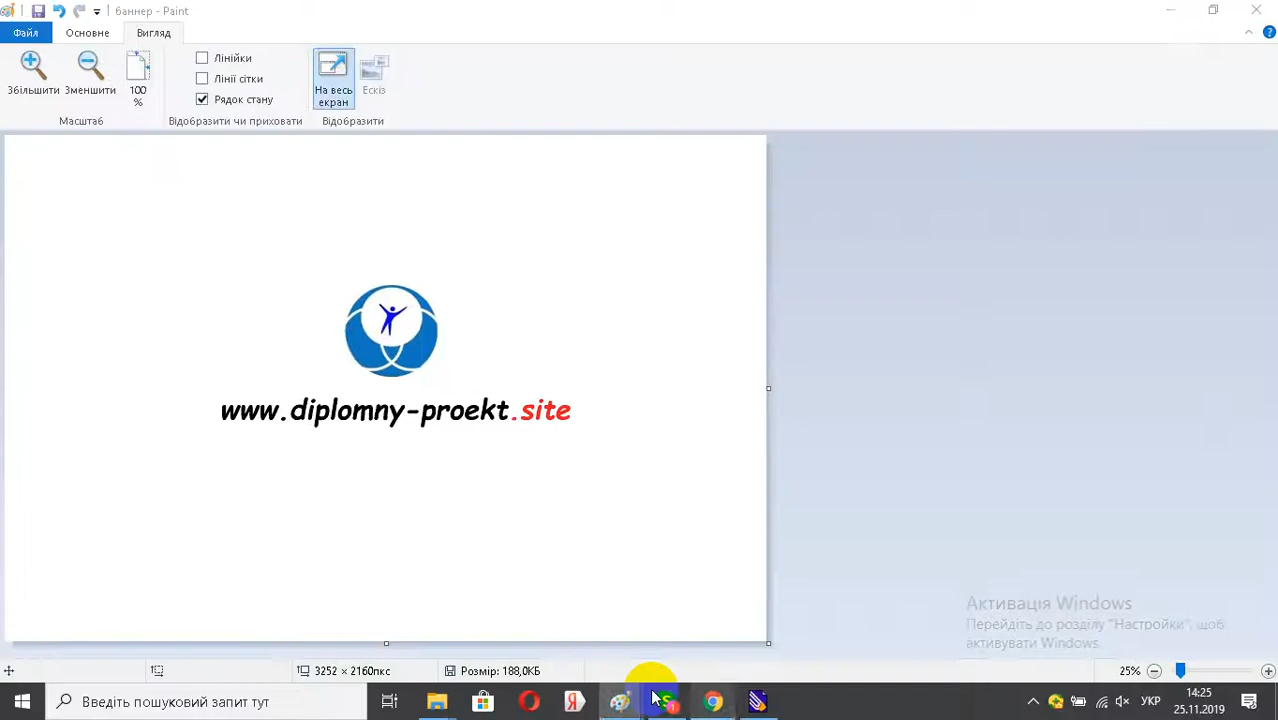 баннер - Paint
Файл
Основне
Вигляд
Збільшити
Зменшити
100
%
Масштаб
Лінійки
Лінії сітки
Рядок стану
Відобразити чи приховати
На весь
екран
Ескіз
Відобразити
www.diplomny-proekt.site
Активація Windows
Перейдіть до розділу "Настройки", щоб
активувати Windows.
3252 × 2160пкс
Розмір: 188,0КБ
25%
Введіть пошуковий запит тут
Я
S
1
УКР
14:25
25.11.2019